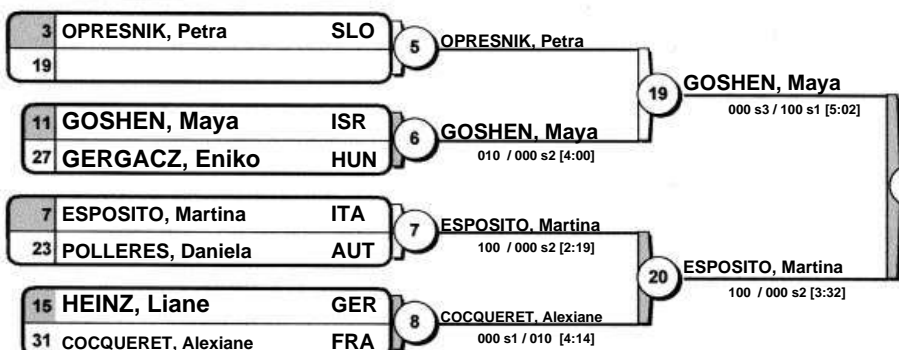 3 OPRESNIK, Petra SLO
19
5
OPRESNIK, Petra
11 GOSHEN, Maya ISR
27 GERGACZ, Eniko HUN
6
GOSHEN, Maya
010 / 000 s2 [4:00]
19
GOSHEN, Maya
000 s3 / 100 s1 [5:02]
7 ESPOSITO, Martina ITA
23 POLLERES, Daniela AUT
7
ESPOSITO, Martina
100 / 000 s2 [2:19]
15 HEINZ, Liane GER
31 COCQUERET, Alexiane FRA
8
COCQUERET, Alexiane
000 s1 / 010 [4:14]
20
ESPOSITO, Martina
100 / 000 s2 [3:32]